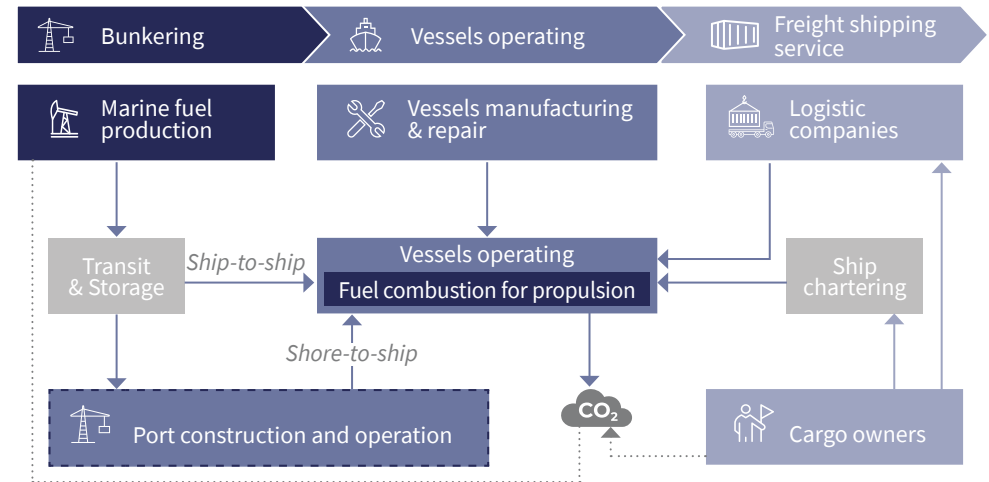 Bunkering
Vessels operating
Freight shipping
service
Marine fuel
production
Vessels manufacturing
& repair
Logistic
companies
Transit
& Storage
Ship-to-ship
Vessels operating
Fuel combustion for propulsion
Ship
chartering
Shore-to-ship
Port construction and operation
CO₂
Cargo owners